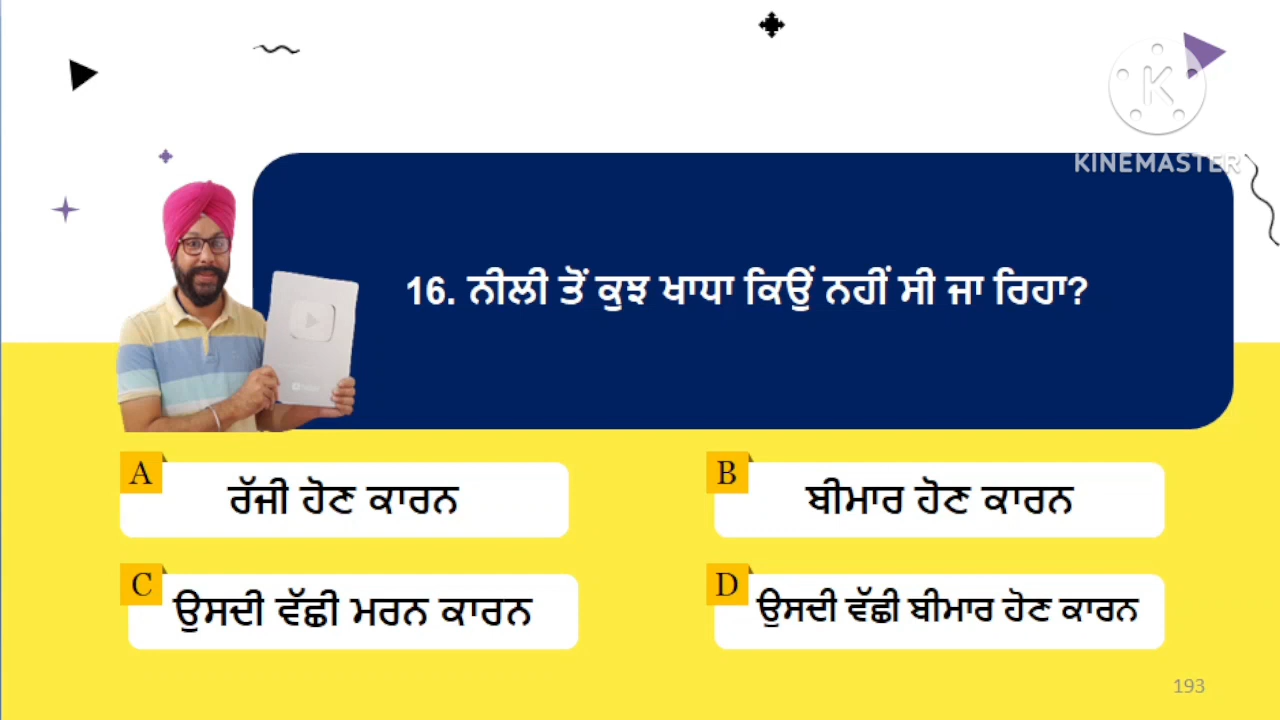 K
KINEMASTER
16. ਨੀਲੀ ਤੋਂ ਕੁਝ ਖਾਧਾ ਕਿਉਂ ਨਹੀਂ ਸੀ ਜਾ ਰਿਹਾ?
A
ਰੱਜੀ ਹੋਣ ਕਾਰਨ
B
ਬੀਮਾਰ ਹੋਣ ਕਾਰਨ
C
ਉਸਦੀ ਵੱਛੀ ਮਰਨ ਕਾਰਨ
D
ਉਸਦੀ ਵੱਛੀ ਬੀਮਾਰ ਹੋਣ ਕਾਰਨ
193